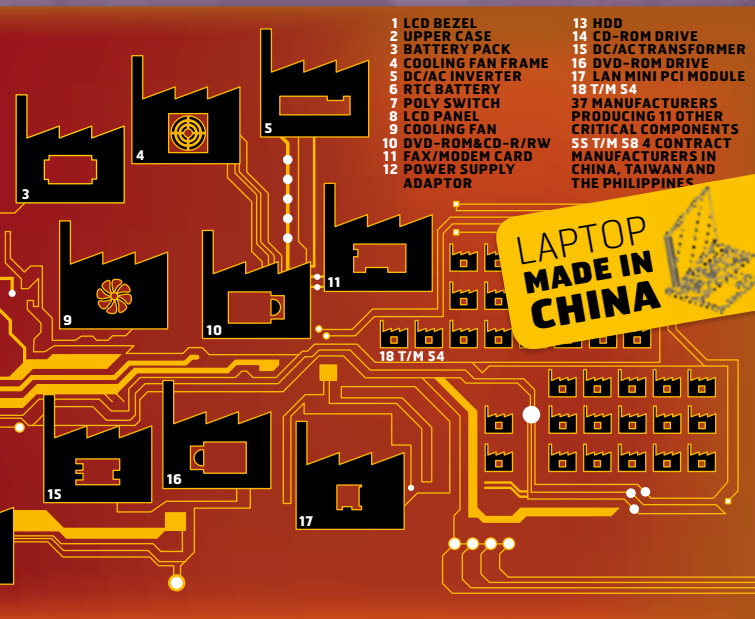 1 LCD BEZEL
2 UPPER CASE
3 BATTERY PACK
4 COOLING FAN FRAME
5 DC/AC INVERTER
6 RTC BATTERY
7 POLY SWITCH
8 LCD PANEL
9 COOLING FAN
10 DVD-ROM&CD-R/RW
11 FAX/MODEM CARD
12 POWER SUPPLY
ADAPTOR
13 HDD
14 CD-ROM DRIVE
15 DC/AC TRANSFORMER
16 DVD-ROM DRIVE
17 LAN MINI PCI MODULE
18 T/M 54
37 MANUFACTURERS
PRODUCING 11 OTHER
CRITICAL COMPONENTS
55 T/M 58 4 CONTRACT
MANUFACTURERS IN
CHINA, TAIWAN AND
THE PHILIPPINES
LAPTOP
MADE IN
CHINA
5
4
3
11
10
9
18 T/M 54
15
16
17